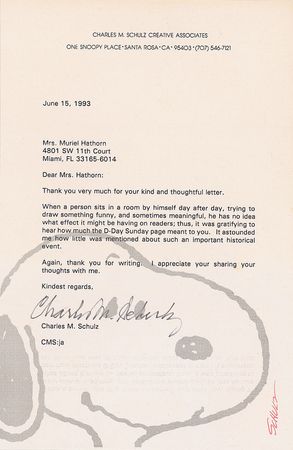 CHARLES M. SCHULZ CREATIVE ASSOCIATES
ONE SNOOPY PLACE•SANTA ROSA•CA•95403•(707) 546-7121
June 15, 1993
Mrs. Muriel Hathorn
4801 SW 11th Court
Miami, FL 33165-6014
Dear Mrs. Hathorn:
Thank you very much for your kind and thoughtful letter.
When a person sits in a room by himself day after day, trying to
draw something funny, and sometimes meaningful, he has no idea
what effect it might be having on readers; thus, it was gratifying to
hear how much the D-Day Sunday page meant to you. It astounded
me how little was mentioned about such an important historical
event.
Again, thank you for writing. I appreciate your sharing your
thoughts with me.
Kindest regards,
Charles M. Schulz
Charles M. Schulz
CMS:ja
Schulz